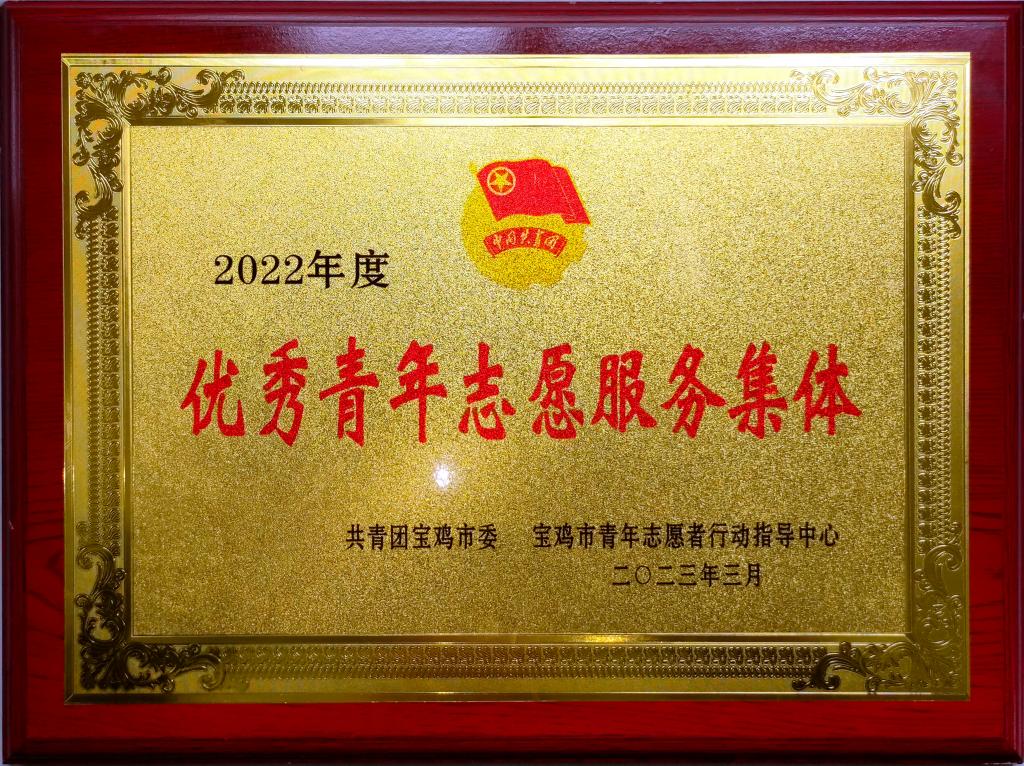 中国共青团
2022年度
优秀青年志愿服务集体
共青团宝鸡市委 宝鸡市青年志愿者行动指导中心
二〇二三年三月